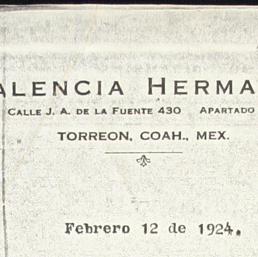 ALENCIA HERMA
CALLE J. A. DE LA FUENTE 430 APARTADO
TORREON, COAH., MEX.
Febrero 12 de 1924.